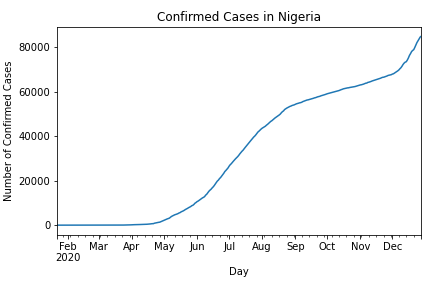 Confirmed Cases in Nigeria
Number of Confirmed Cases
80000
60000
40000
20000
0
Feb Mar Apr May Jun Jul Aug Sep Oct Nov Dec
2020
Day